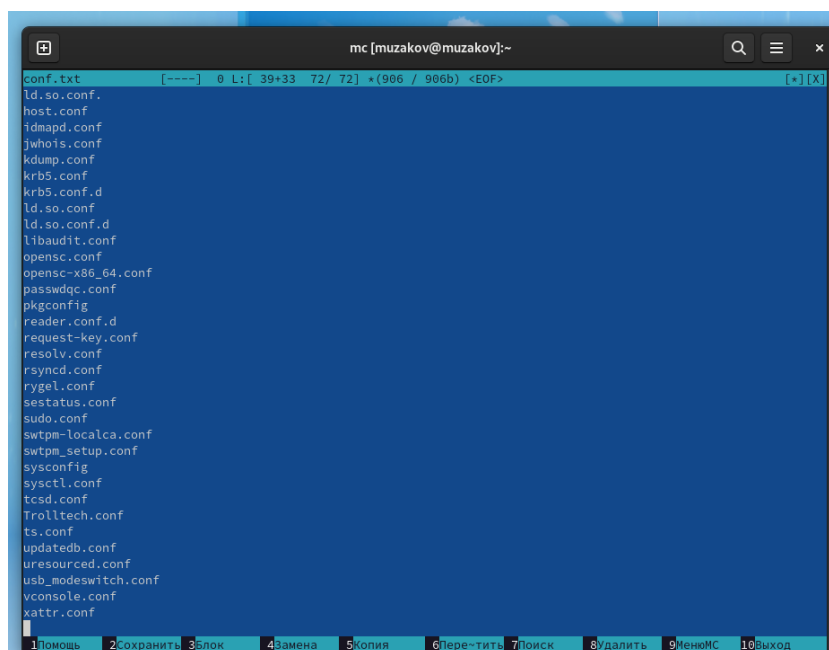 mc [muzakov@muzakov]:~
conf.txt [----] 0 L:[ 39+33 72/ 72] *(906 / 906b) <EOF> [*][X]
ld.so.conf.
host.conf
idmapd.conf
jwhois.conf
kdump.conf
krb5.conf
krb5.conf.d
ld.so.conf
ld.so.conf.d
libaudit.conf
opensc.conf
opensc-x86_64.conf
passwdqc.conf
pkgconfig
reader.conf.d
request-key.conf
resolv.conf
rsyncd.conf
rygel.conf
sestatus.conf
sudo.conf
swtpm-localca.conf
swtpm_setup.conf
sysconfig
sysctl.conf
tcsd.conf
Trolltech.conf
ts.conf
updatedb.conf
uresourced.conf
usb_modeswitch.conf
vconsole.conf
xattr.conf
1Помощь 2Сохранить 3Блок 4Замена 5Копия 6Пере~тить 7Поиск 8Удалить 9МенюMC 10Выход